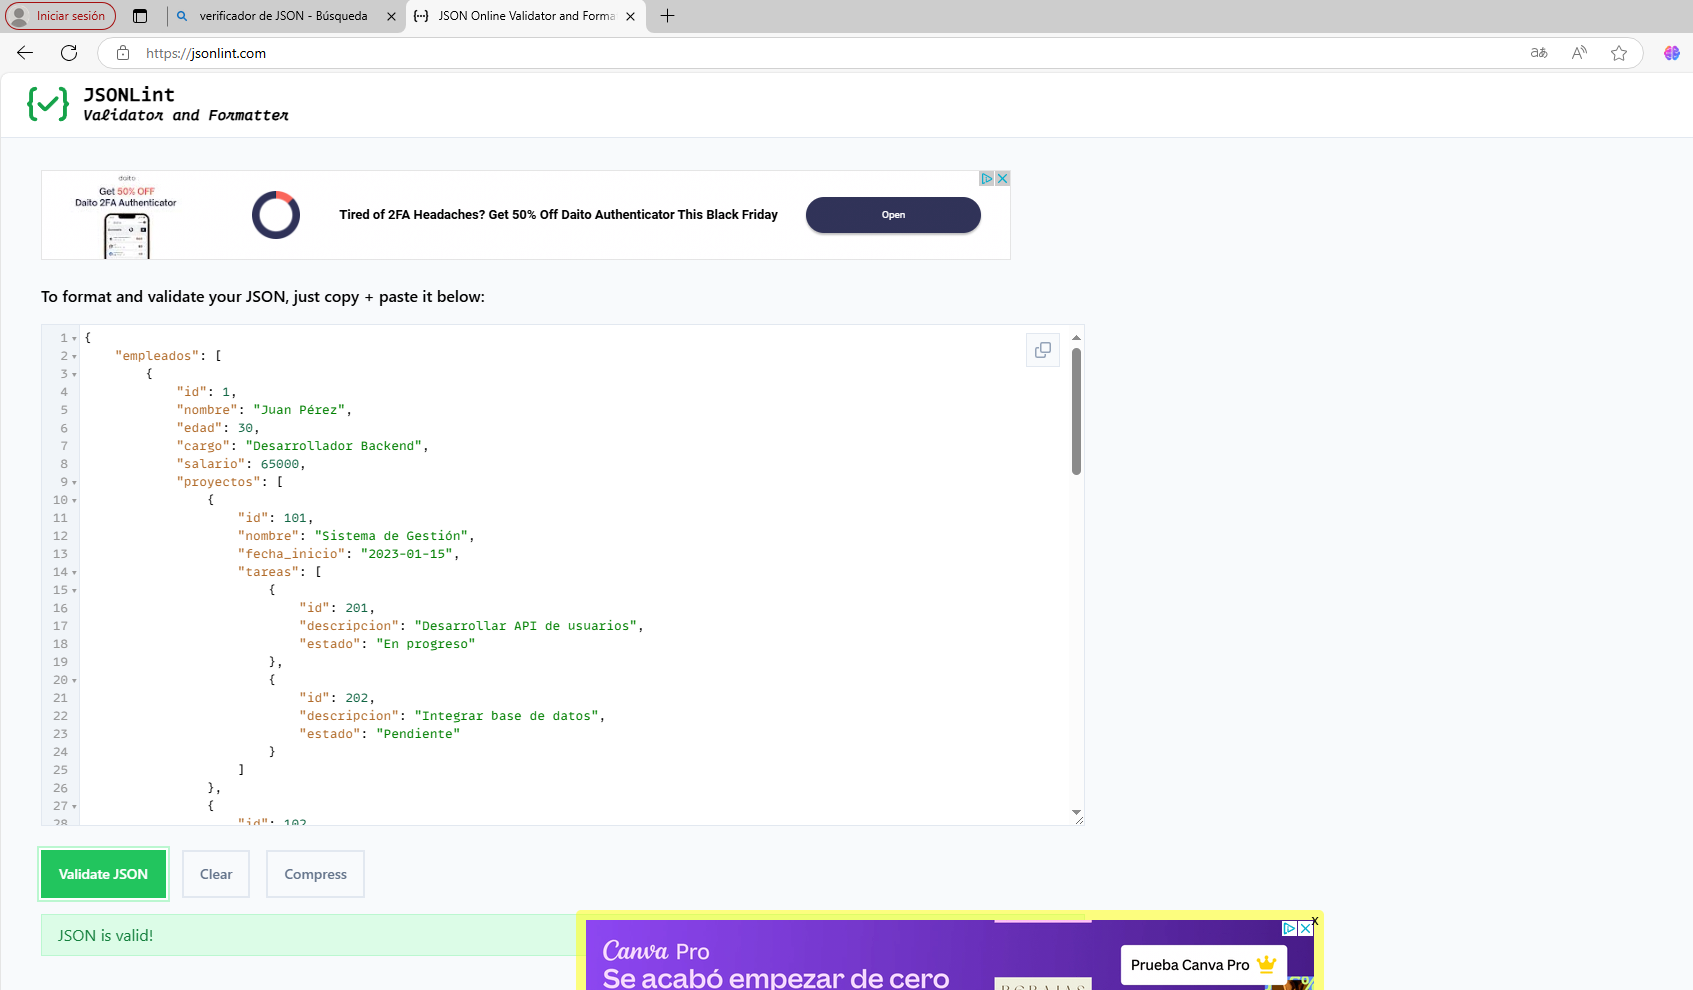 Iniciar sesión
verificador de JSON - Búsqueda
JSON Online Validator and Forma
https://jsonlint.com
JSONLint
Validator and Formatter
daito
Get 50% OFF
Daito 2FA Authenticator
Tired of 2FA Headaches? Get 50% Off Daito Authenticator This Black Friday
Open
To format and validate your JSON, just copy + paste it below:
1 {
2 "empleados": [
3 {
4 "id": 1,
5 "nombre": "Juan Pérez",
6 "edad": 30,
7 "cargo": "Desarrollador Backend",
8 "salario": 65000,
9 "proyectos": [
10 {
11 "id": 101,
12 "nombre": "Sistema de Gestión",
13 "fecha_inicio": "2023-01-15",
14 "tareas": [
15 {
16 "id": 201,
17 "descripcion": "Desarrollar API de usuarios",
18 "estado": "En progreso"
19 },
20 {
21 "id": 202,
22 "descripcion": "Integrar base de datos",
23 "estado": "Pendiente"
24 }
25 ]
26 },
27 {
28 "id": 102
Validate JSON
Clear
Compress
JSON is valid!
x
Canva Pro
Se acabó empezar de cero
Prueba Canva Pro